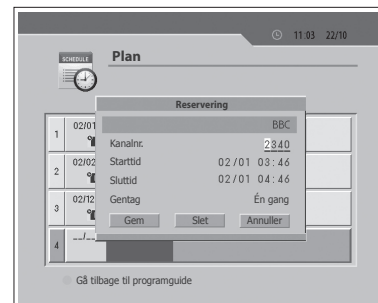 11:03 22/10
SCHEDULE
Plan
Reservering
BBC
1 02/01
Kanalnr. 2340
Starttid 02/01 03:46
2 02/02
Sluttid 02/01 04:46
3 02/12
Gentag Én gang
Gem Slet Annuller
4 --/--
Gå tilbage til programguide